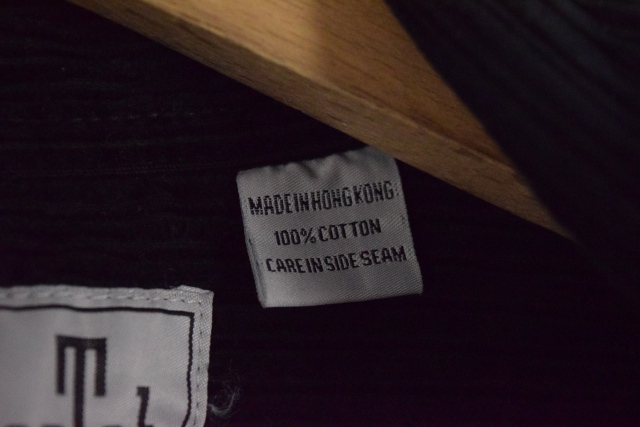 MADE IN HONG KONG
100% COTTON
CARE IN SIDE SEAM